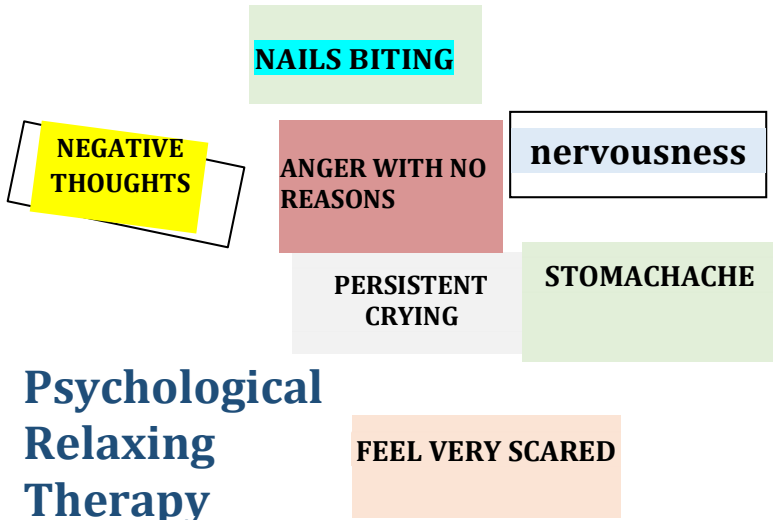 NAILS BITING
NEGATIVE
THOUGHTS
ANGER WITH NO
REASONS
nervousness
PERSISTENT
CRYING
STOMACHACHE
Psychological
Relaxing
Therapy
FEEL VERY SCARED